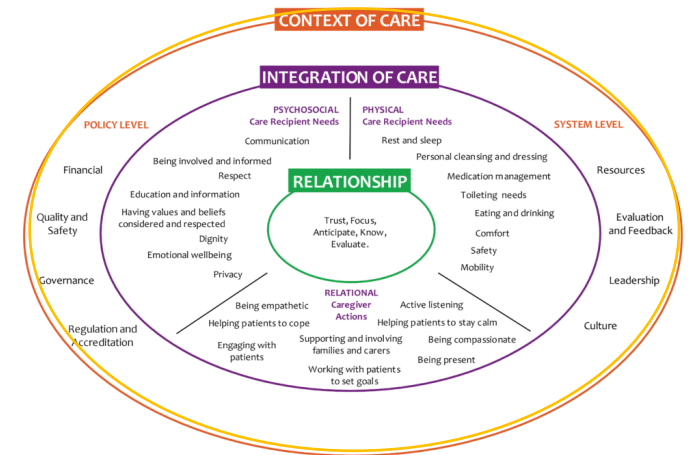 CONTEXT OF CARE
INTEGRATION OF CARE
POLICY LEVEL
Financial
Quality and
Safety
Governance
Regulation and
Accreditation
PSYCHOSOCIAL
Care Recipient Needs
Communication
Being involved and informed
Respect
Education and information
Having values and beliefs
considered and respected
Dignity
Emotional wellbeing
Privacy
PHYSICAL
Care Recipient Needs
Rest and sleep
Personal cleansing and dressing
Medication management
Toileting needs
Eating and drinking
Comfort
Safety
Mobility
SYSTEM LEVEL
Resources
Evaluation
and Feedback
Leadership
Culture
RELATIONSHIP
Trust, Focus,
Anticipate, Know,
Evaluate.
RELATIONAL
Caregiver
Actions
Being empathetic
Helping patients to cope
Engaging with
patients
Supporting and involving
families and carers
Working with patients
to set goals
Active listening
Helping patients to stay calm
Being compassionate
Being present